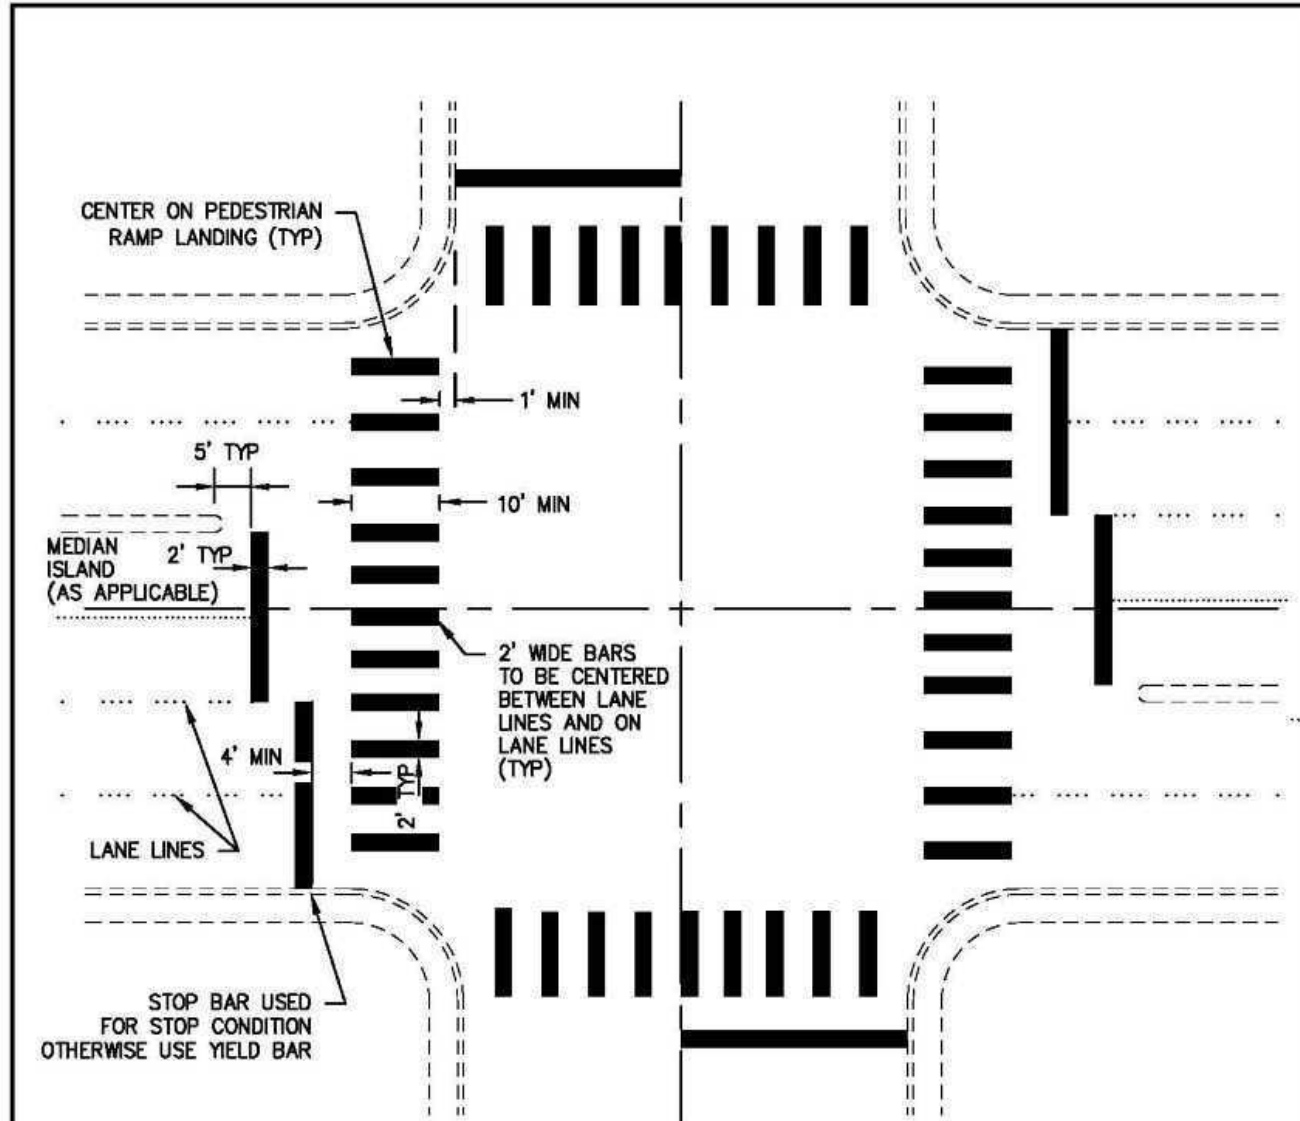 CENTER ON PEDESTRIAN
RAMP LANDING (TYP)
1' MIN
5' TYP
10' MIN
MEDIAN
ISLAND
(AS APPLICABLE)
2' TYP
2' WIDE BARS
TO BE CENTERED
BETWEEN LANE
LINES AND ON
LANE LINES
(TYP)
4' MIN
2' TYP
LANE LINES
STOP BAR USED
FOR STOP CONDITION
OTHERWISE USE YIELD BAR